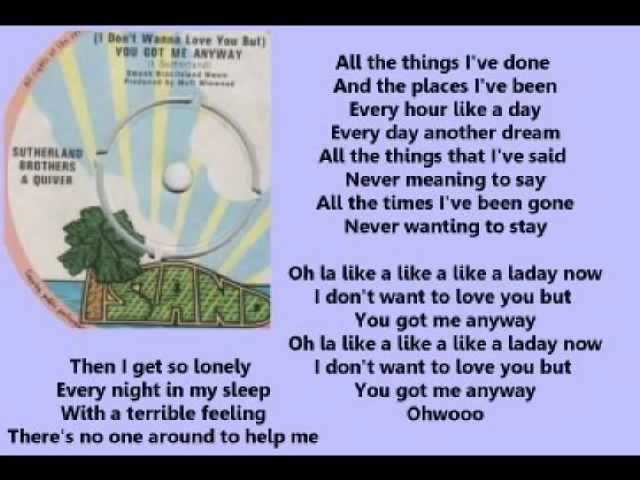 (I Don't Wanna Love You But)
YOU GOT ME ANYWAY
(I Sutherland)
Produced by Muff Winwood
SUTHERLAND
BROTHERS
& QUIVER
ISLAND
All the things I've done
And the places I've been
Every hour like a day
Every day another dream
All the things that I've said
Never meaning to say
All the times I've been gone
Never wanting to stay
Oh la like a like a like a laday now
I don't want to love you but
You got me anyway
Oh la like a like a like a laday now
I don't want to love you but
You got me anyway
Ohwooo
Then I get so lonely
Every night in my sleep
With a terrible feeling
There's no one around to help me